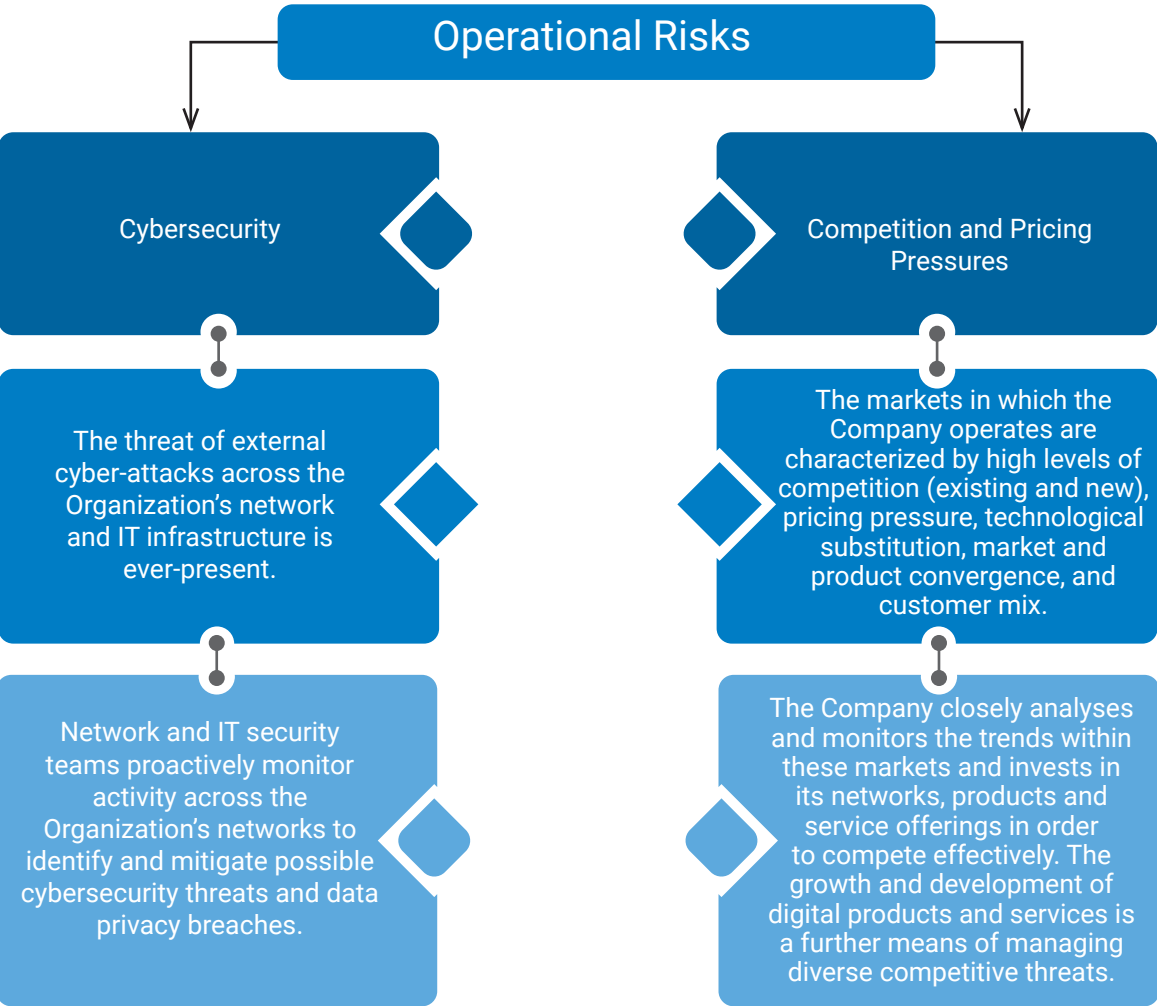 Operational Risks
Cybersecurity
The threat of external
cyber-attacks across the
Organization’s network
and IT infrastructure is
ever-present.
Network and IT security
teams proactively monitor
activity across the
Organization’s networks to
identify and mitigate possible
cybersecurity threats and data
privacy breaches.
Competition and Pricing
Pressures
The markets in which the
Company operates are
characterized by high levels of
competition (existing and new),
pricing pressure, technological
substitution, market and
product convergence, and
customer mix.
The Company closely analyses
and monitors the trends within
these markets and invests in
its networks, products and
service offerings in order
to compete effectively. The
growth and development of
digital products and services is
a further means of managing
diverse competitive threats.